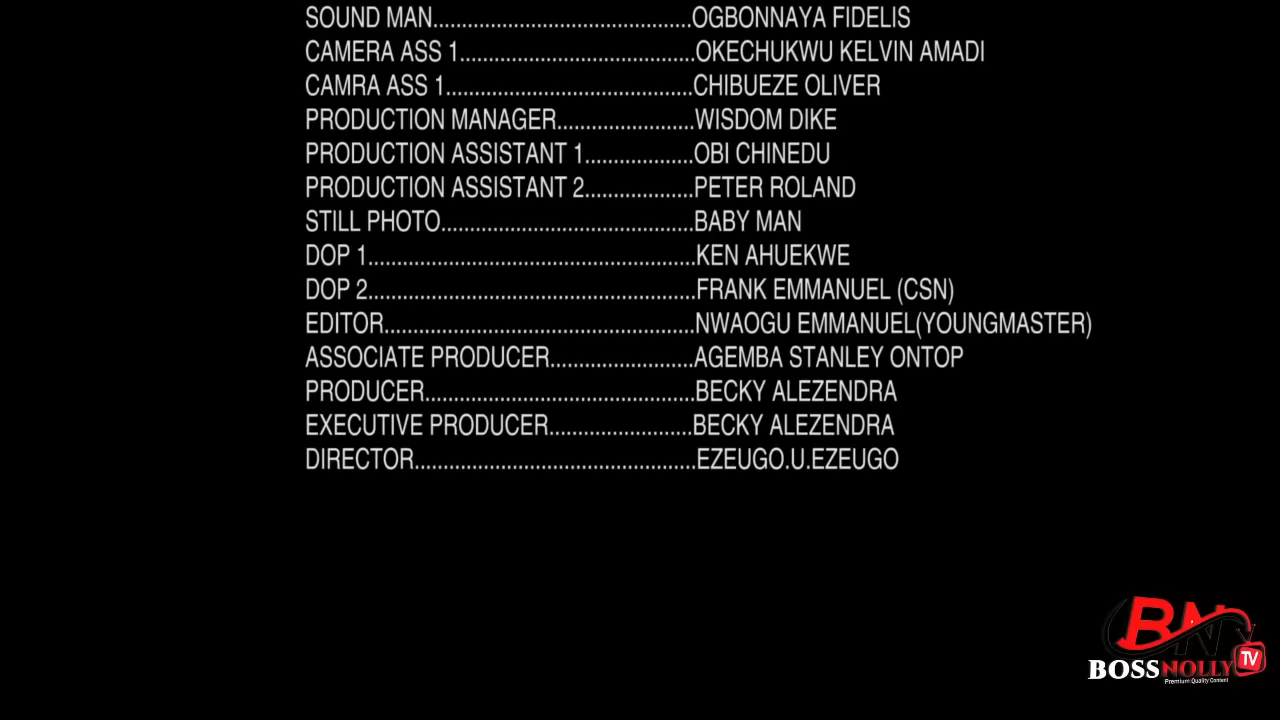 SOUND MAN.............................................OGBONNAYA FIDELIS
CAMERA ASS 1.........................................OKECHUKWU KELVIN AMADI
CAMRA ASS 1...........................................CHIBUEZE OLIVER
PRODUCTION MANAGER........................WISDOM DIKE
PRODUCTION ASSISTANT 1...................OBI CHINEDU
PRODUCTION ASSISTANT 2...................PETER ROLAND
STILL PHOTO............................................BABY MAN
DOP 1.........................................................KEN AHUEKWE
DOP 2.........................................................FRANK EMMANUEL (CSN)
EDITOR......................................................NWAOGU EMMANUEL(YOUNGMASTER)
ASSOCIATE PRODUCER.........................AGEMBA STANLEY ONTOP
PRODUCER...............................................BECKY ALEZENDRA
EXECUTIVE PRODUCER.........................BECKY ALEZENDRA
DIRECTOR.................................................EZEUGO.U.EZEUGO
BN
BOSSNOLLY TV
Premium Quality Content